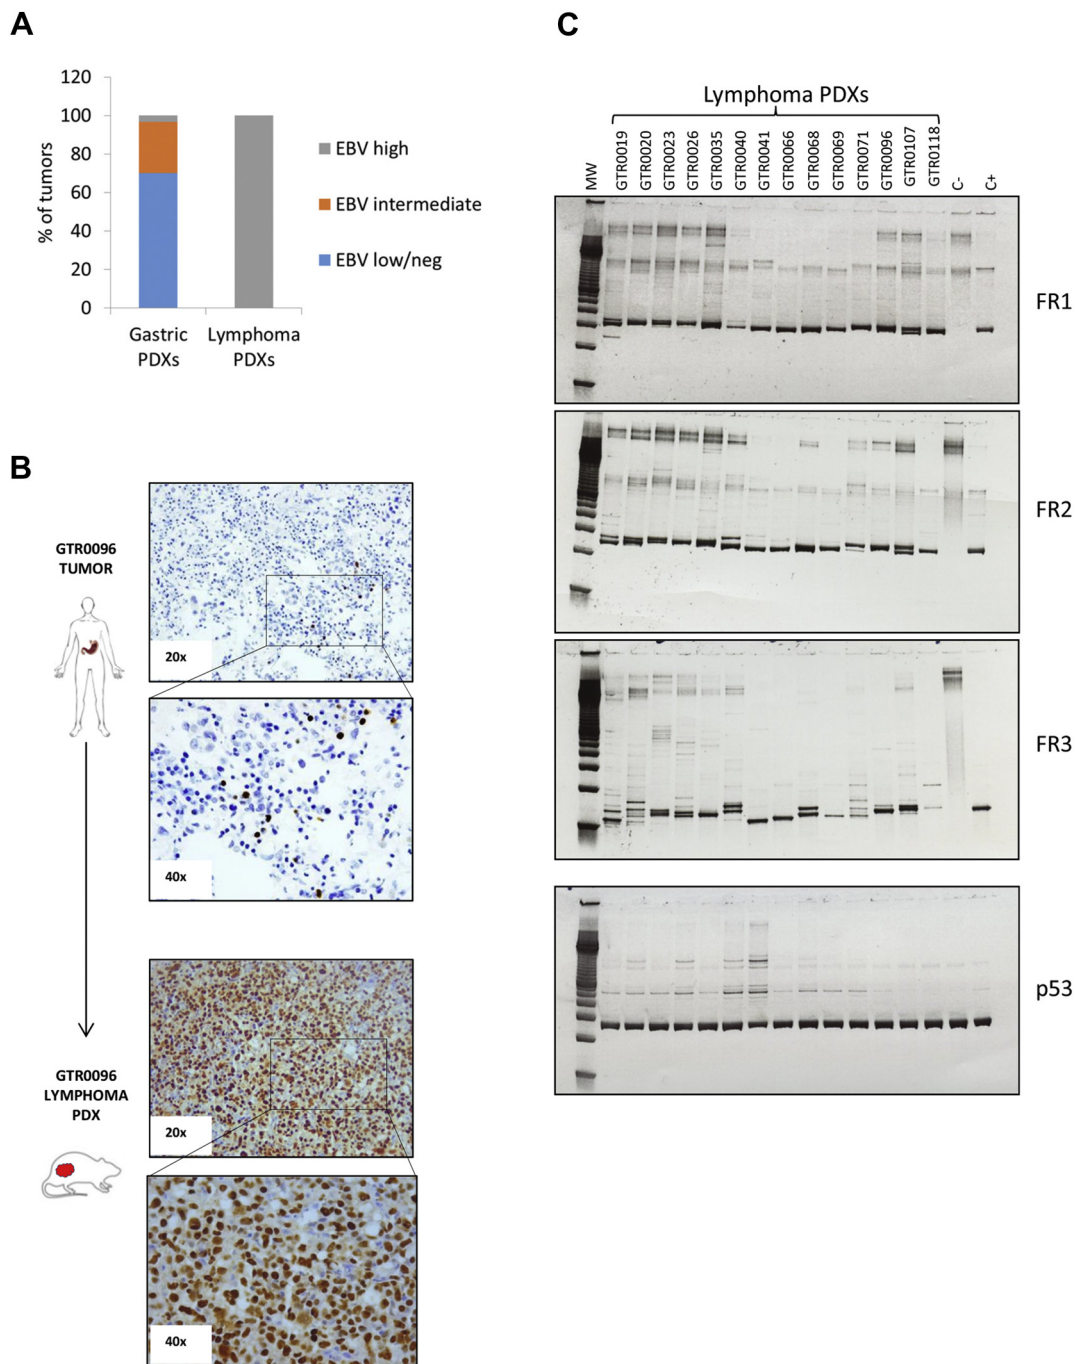 A
120
100
80
60
40
20
0
% of tumors
Gastric
PDXs
Lymphoma
PDXs
EBV high
EBV intermediate
EBV low/neg
B
GTR0096
TUMOR
20x
40x
GTR0096
LYMPHOMA
PDX
20x
40x
C
Lymphoma PDXs
MW
GTR0019
GTR0020
GTR0023
GTR0026
GTR0035
GTR0040
GTR0041
GTR0066
GTR0068
GTR0069
GTR0071
GTR0096
GTR0107
GTR0118
C-
C+
FR1
FR2
FR3
p53